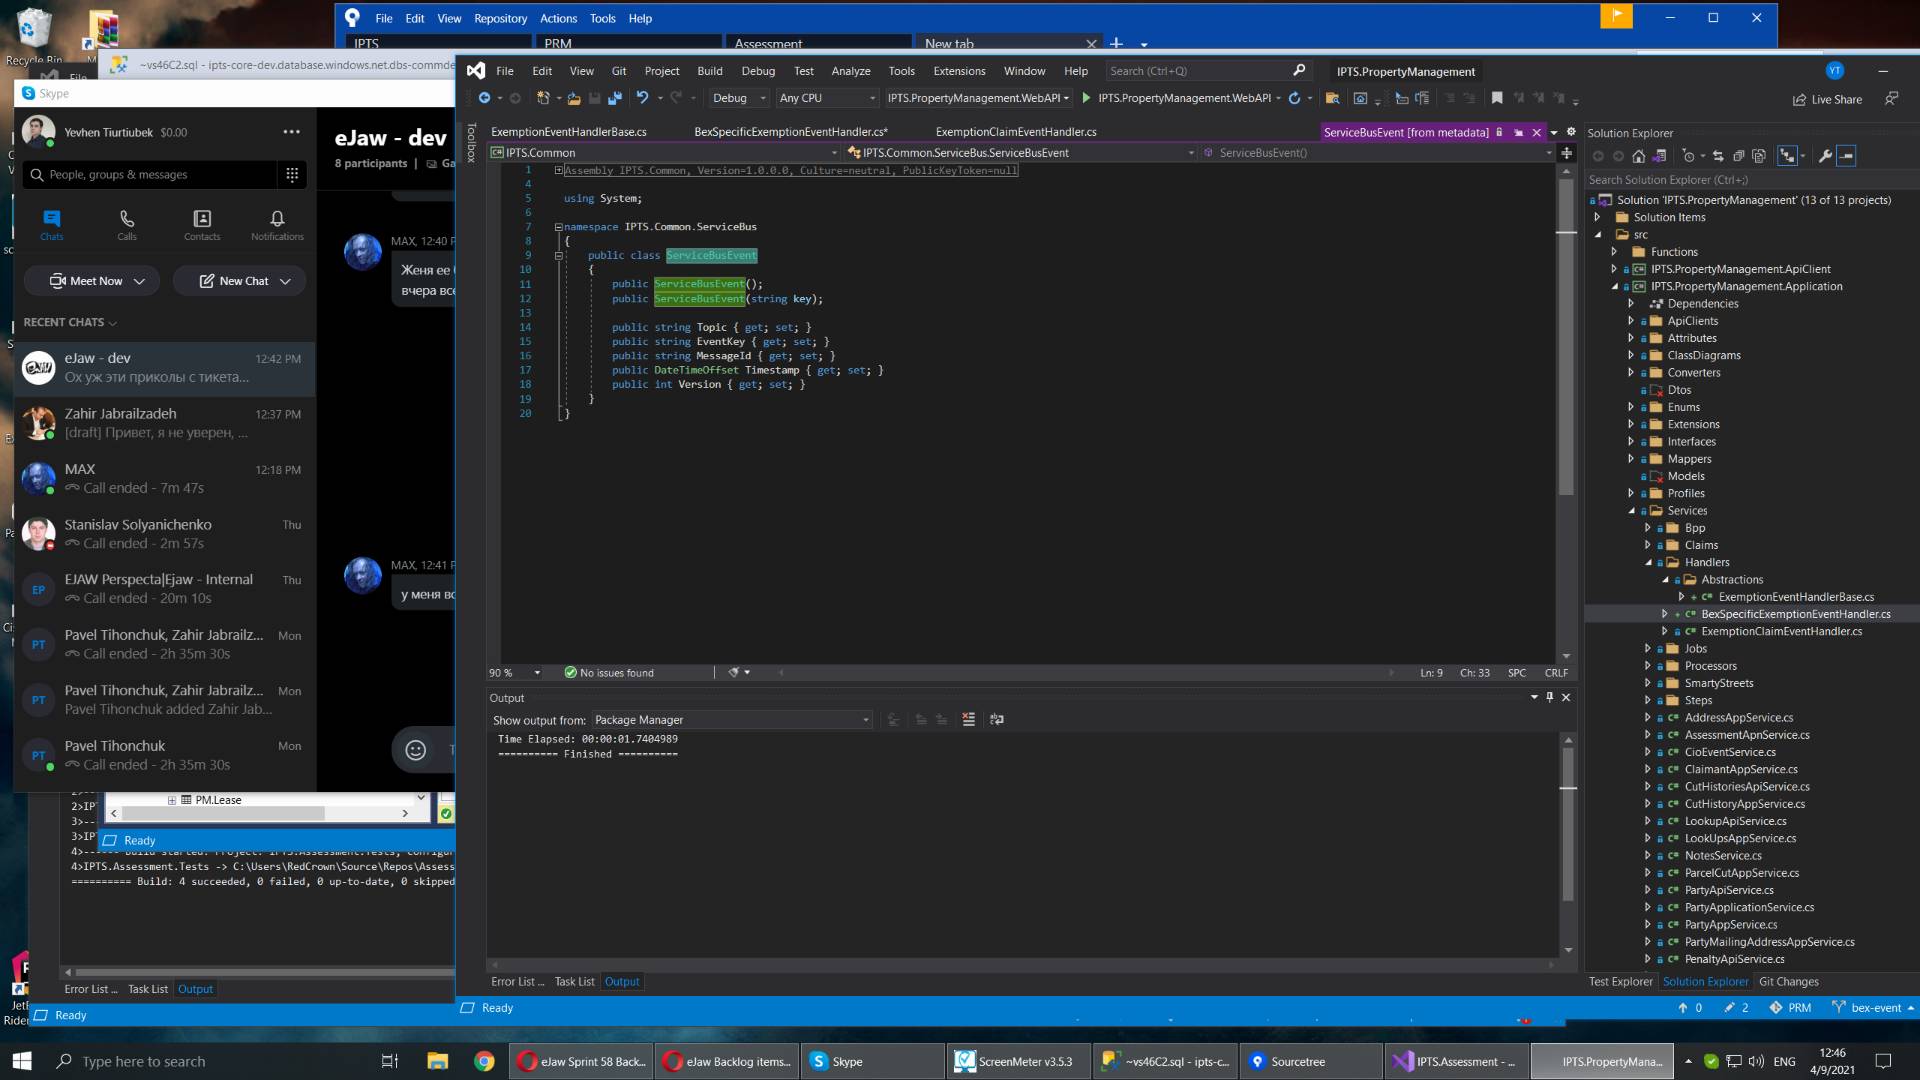 File Edit View Repository Actions Tools Help
IPTS PRM Assessment New tab
Recycle Bin
File
~vs46C2.sql - ipts-core-dev.database.windows.net.dbs-commde
Skype
Yevhen Tiurtiubek $0.00
People, groups & messages
Chats Calls Contacts Notifications
Meet Now New Chat
RECENT CHATS
eJaw - dev 12:42 PM
Ох уж эти приколы с тикета...
Zahir Jabrailzadeh 12:37 PM
[draft] Привет, я не уверен, ...
MAX 12:18 PM
Call ended - 7m 47s
Stanislav Solyanichenko Thu
Call ended - 2m 57s
EP
EJAW Perspecta|Ejaw - Internal Thu
Call ended - 20m 10s
PT
Pavel Tihonchuk, Zahir Jabrailz... Mon
Call ended - 2h 35m 30s
PT
Pavel Tihonchuk, Zahir Jabrailz... Mon
Pavel Tihonchuk added Zahir Jab...
PT
Pavel Tihonchuk Mon
Call ended - 2h 35m 30s
eJaw - dev
8 participants | Ga
MAX, 12:40 P
Женя ее
вчера все
MAX, 12:41 P
у меня вс
PM.Lease
Ready
4>IPTS.Assessment.Tests -> C:\Users\RedCrown\Source\Repos\Assess
========== Build: 4 succeeded, 0 failed, 0 up-to-date, 0 skipped
Error List ... Task List Output
Ready
File Edit View Git Project Build Debug Test Analyze Tools Extensions Window Help Search (Ctrl+Q) IPTS.PropertyManagement YT
Debug Any CPU IPTS.PropertyManagement.WebAPI IPTS.PropertyManagement.WebAPI Live Share
Toolbox
ExemptionEventHandlerBase.cs BexSpecificExemptionEventHandler.cs* ExemptionClaimEventHandler.cs ServiceBusEvent [from metadata]
IPTS.Common IPTS.Common.ServiceBus.ServiceBusEvent ServiceBusEvent()
1 Assembly IPTS.Common, Version=1.0.0.0, Culture=neutral, PublicKeyToken=null
4
5 using System;
6
7 namespace IPTS.Common.ServiceBus
8 {
9 public class ServiceBusEvent
10 {
11 public ServiceBusEvent();
12 public ServiceBusEvent(string key);
13
14 public string Topic { get; set; }
15 public string EventKey { get; set; }
16 public string MessageId { get; set; }
17 public DateTimeOffset Timestamp { get; set; }
18 public int Version { get; set; }
19 }
20 }
90 % No issues found Ln: 9 Ch: 33 SPC CRLF
Output
Show output from: Package Manager
Time Elapsed: 00:00:01.7404989
========== Finished ==========
Error List ... Task List Output
Ready
Solution Explorer
Search Solution Explorer (Ctrl+;)
Solution 'IPTS.PropertyManagement' (13 of 13 projects)
Solution Items
src
Functions
IPTS.PropertyManagement.ApiClient
IPTS.PropertyManagement.Application
Dependencies
ApiClients
Attributes
ClassDiagrams
Converters
Dtos
Enums
Extensions
Interfaces
Mappers
Models
Profiles
Services
Bpp
Claims
Handlers
Abstractions
ExemptionEventHandlerBase.cs
BexSpecificExemptionEventHandler.cs
ExemptionClaimEventHandler.cs
Jobs
Processors
SmartyStreets
Steps
AddressAppService.cs
AssessmentApnService.cs
CioEventService.cs
ClaimantAppService.cs
CutHistoriesApiService.cs
CutHistoryAppService.cs
LookupApiService.cs
LookUpsAppService.cs
NotesService.cs
ParcelCutAppService.cs
PartyApiService.cs
PartyApplicationService.cs
PartyAppService.cs
PartyMailingAddressAppService.cs
PenaltyApiService.cs
Test Explorer Solution Explorer Git Changes
0 2 PRM bex-event
Type here to search
eJaw Sprint 58 Back... eJaw Backlog items... Skype ScreenMeter v3.5.3 ~vs46C2.sql - ipts-c... Sourcetree IPTS.Assessment - ... IPTS.PropertyMana... ENG 12:46
4/9/2021